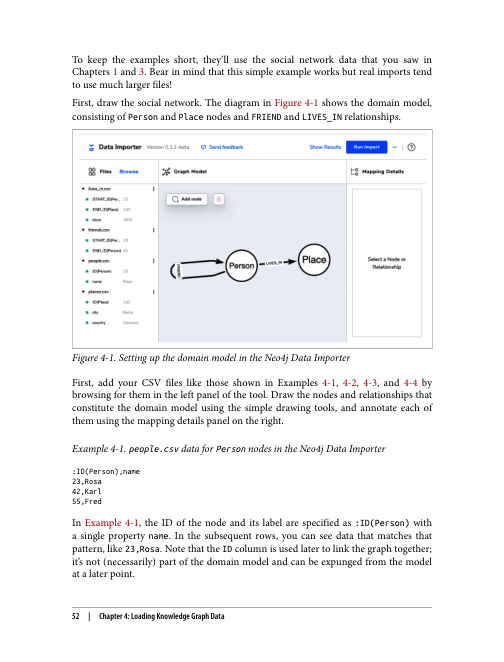 To keep the examples short, they'll use the social network data that you saw in
Chapters 1 and 3. Bear in mind that this simple example works but real imports tend
to use much larger files!
First, draw the social network. The diagram in Figure 4-1 shows the domain model,
consisting of Person and Place nodes and FRIEND and LIVES_IN relationships.
Data Importer Version 0.1.1-beta Send feedback Show Results Run Import
Files Browse Graph Model Mapping Details
lives_in.csv
:START_ID(Per... 23
:END_ID(Place) 143
since 2020
friends.csv
:START_ID(Per... 23
:END_ID(Person) 42
people.csv
:ID(Person) 23
name Rosa
places.csv
:ID(Place) 143
city Berlin
country Germany
Add node
FRIEND
Person
LIVES_IN
Place
Select a Node or
Relationship
Figure 4-1. Setting up the domain model in the Neo4j Data Importer
First, add your CSV files like those shown in Examples 4-1, 4-2, 4-3, and 4-4 by
browsing for them in the left panel of the tool. Draw the nodes and relationships that
constitute the domain model using the simple drawing tools, and annotate each of
them using the mapping details panel on the right.
Example 4-1. people.csv data for Person nodes in the Neo4j Data Importer
:ID(Person),name
23,Rosa
42,Karl
55,Fred
In Example 4-1, the ID of the node and its label are specified as :ID(Person) with
a single property name. In the subsequent rows, you can see data that matches that
pattern, like 23,Rosa. Note that the ID column is used later to link the graph together;
it's not (necessarily) part of the domain model and can be expunged from the model
at a later point.
52 | Chapter 4: Loading Knowledge Graph Data